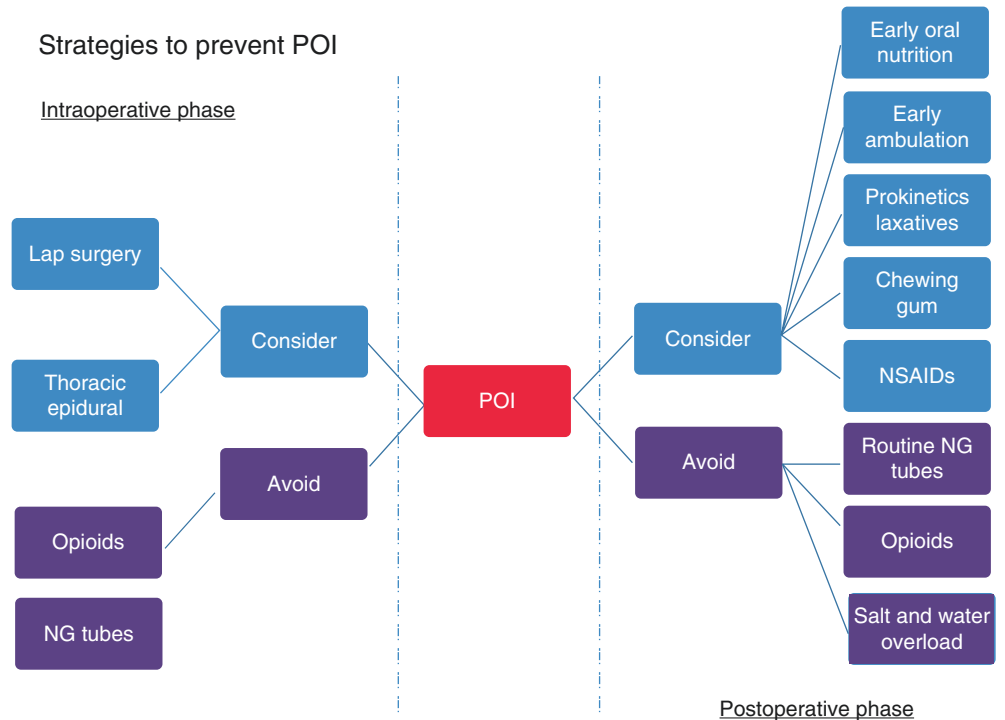 Strategies to prevent POI
Intraoperative phase
Lap surgery
Thoracic
epidural
Consider
Avoid
Opioids
NG tubes
POI
Consider
Avoid
Early oral
nutrition
Early
ambulation
Prokinetics
laxatives
Chewing
gum
NSAIDs
Routine NG
tubes
Opioids
Salt and water
overload
Postoperative phase